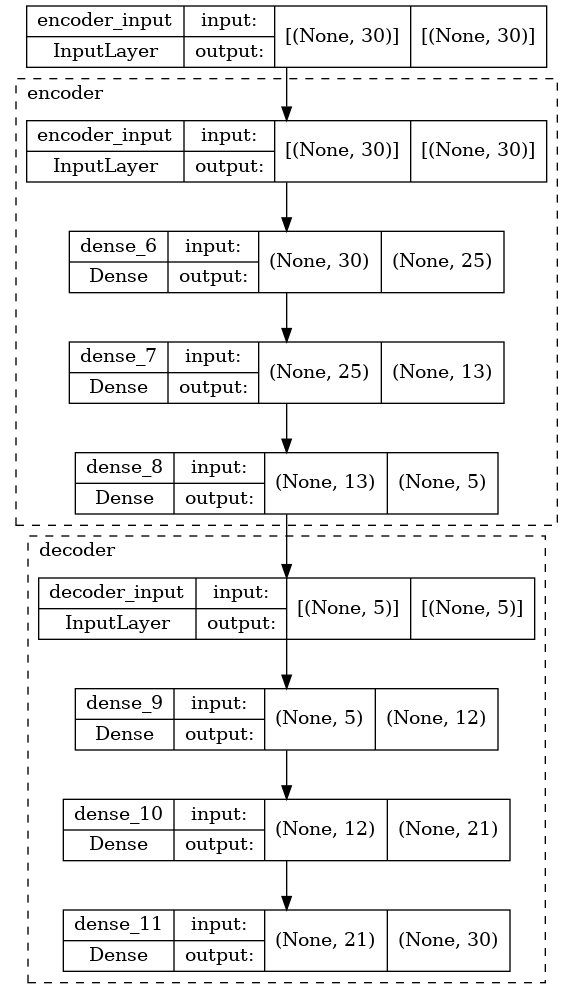 encoder_input input: [(None, 30)] [(None, 30)]
InputLayer output:
encoder
encoder_input input: [(None, 30)] [(None, 30)]
InputLayer output:
dense_6 input: (None, 30) (None, 25)
Dense output:
dense_7 input: (None, 25) (None, 13)
Dense output:
dense_8 input: (None, 13) (None, 5)
Dense output:
decoder
decoder_input input: [(None, 5)] [(None, 5)]
InputLayer output:
dense_9 input: (None, 5) (None, 12)
Dense output:
dense_10 input: (None, 12) (None, 21)
Dense output:
dense_11 input: (None, 21) (None, 30)
Dense output: